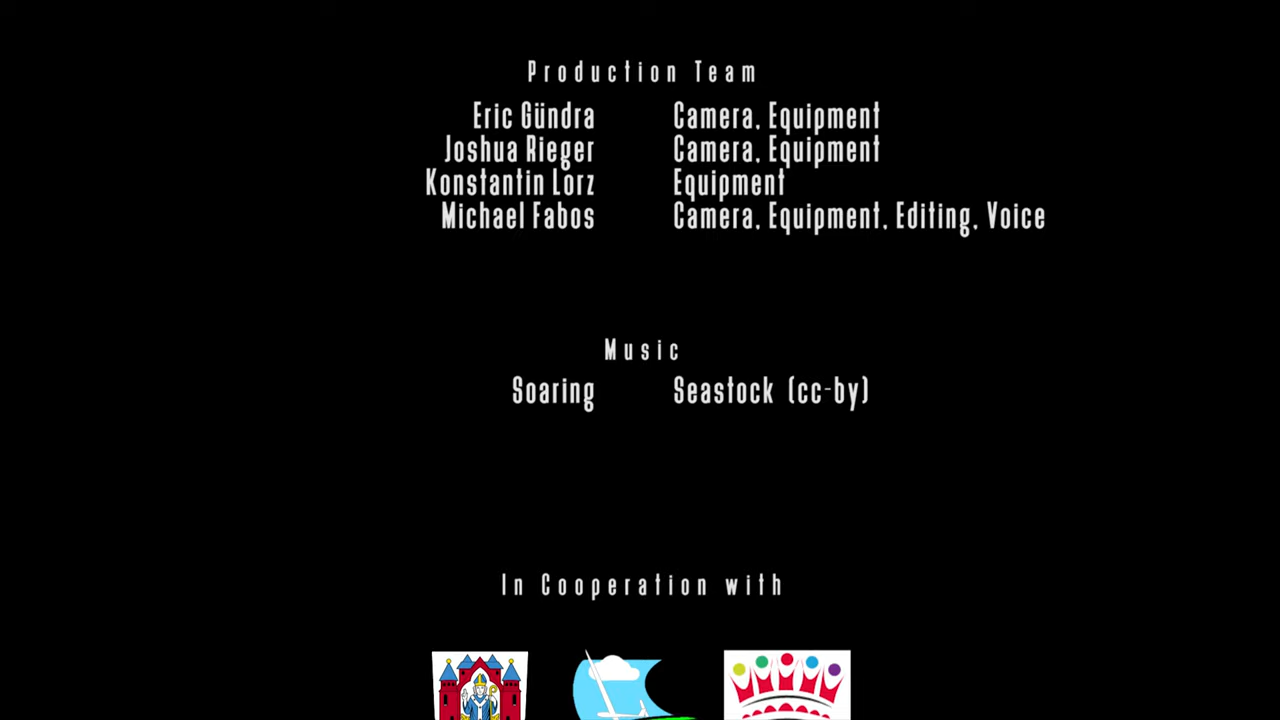 Production Team
Eric Gündra Camera, Equipment
Joshua Rieger Camera, Equipment
Konstantin Lorz Equipment
Michael Fabos Camera, Equipment, Editing, Voice
Music
Soaring Seastock (cc-by)
In Cooperation with